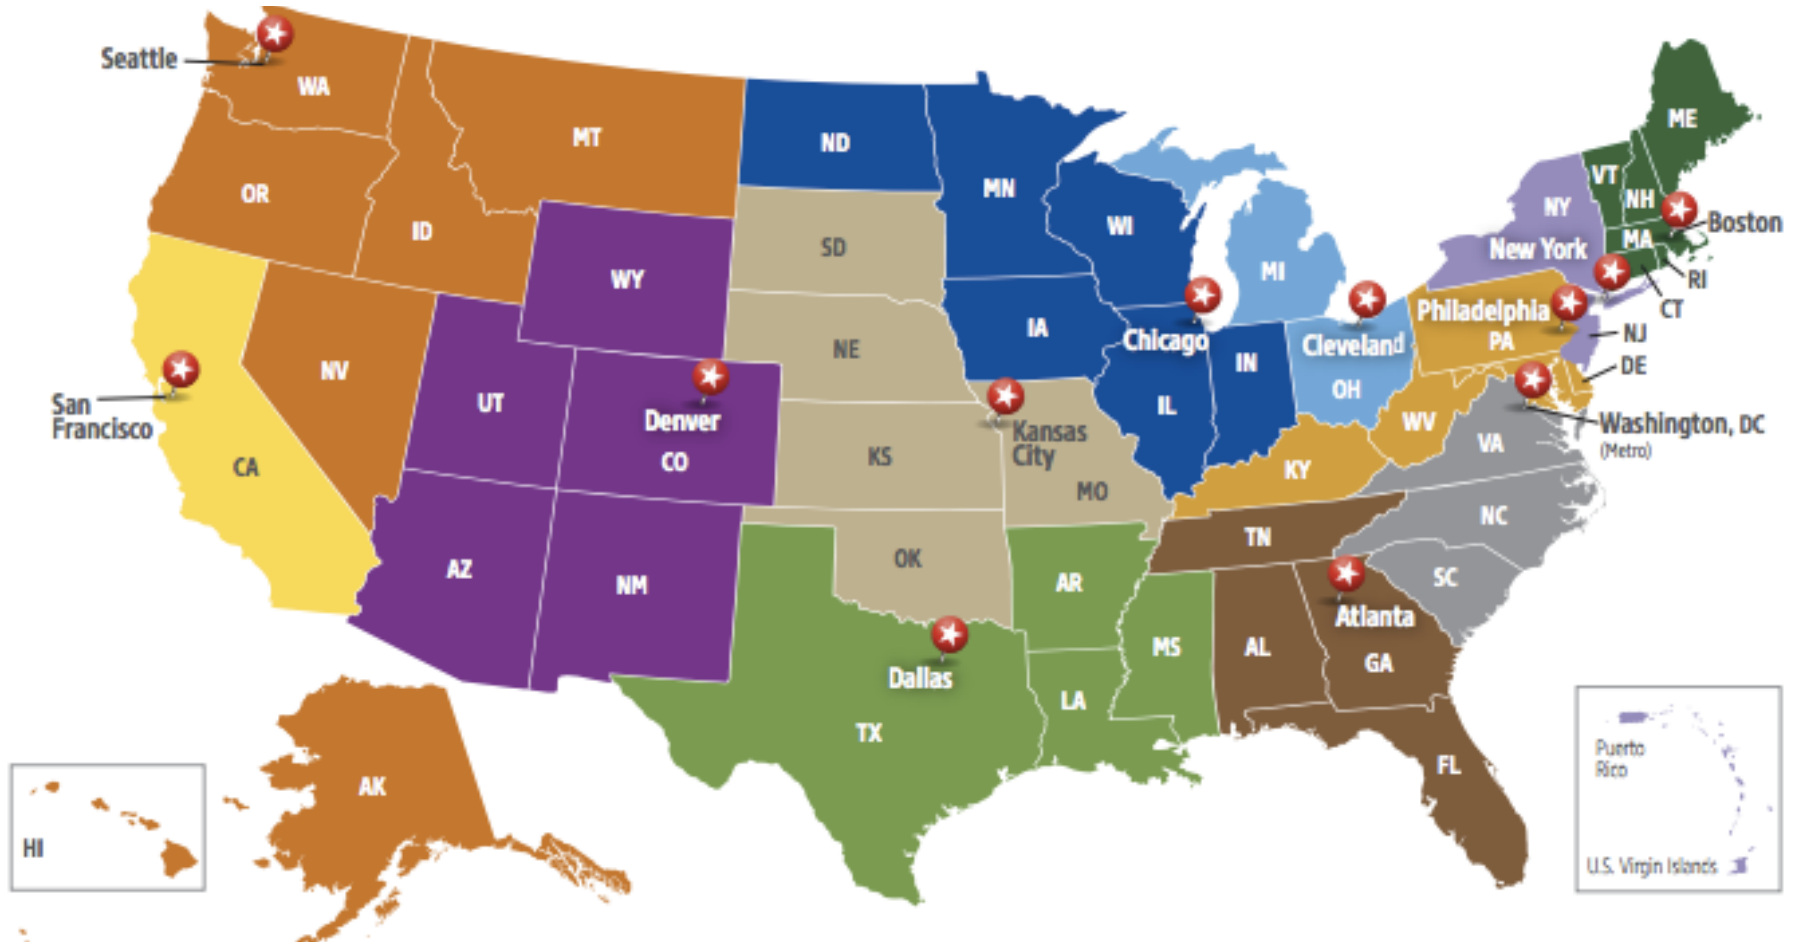 Seattle
WA
MT
ND
MN
ME
VT
NH
OR
ID
WI
NY
Boston
New York
MA
SD
WY
MI
RI
CT
Philadelphia
PA
NJ
IA
Chicago
Cleveland
NE
IN
DE
NV
OH
UT
Denver
IL
San
Francisco
WV
Washington, DC
(Metro)
Kansas
City
VA
CO
KS
CA
KY
MO
NC
TN
OK
AZ
NM
AR
SC
Atlanta
MS
AL
GA
Dallas
LA
TX
Puerto
Rico
FL
AK
HI
U.S. Virgin Islands